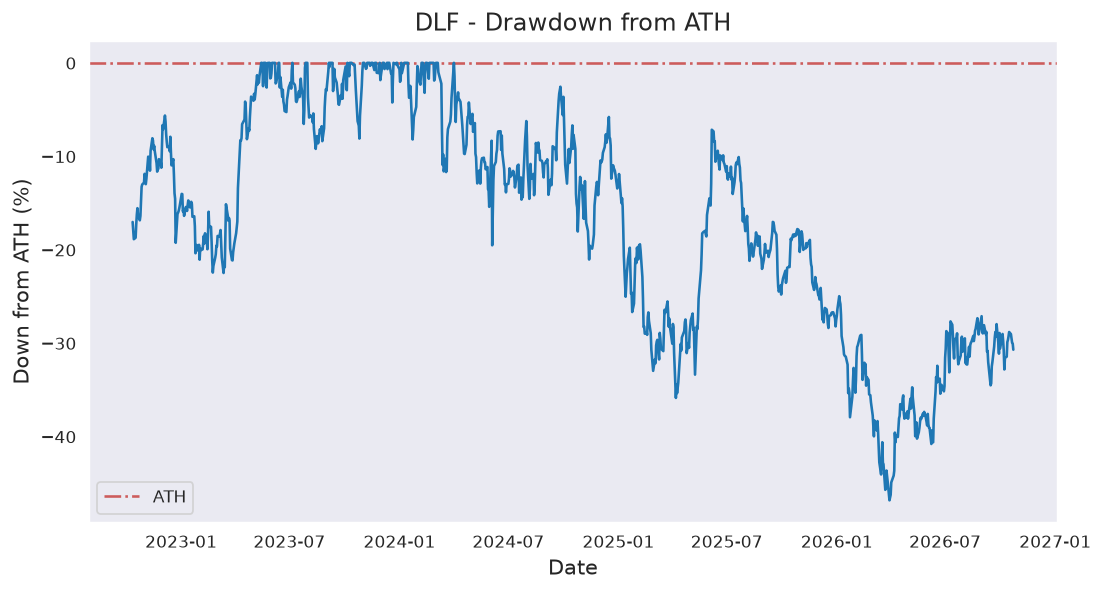 DLF - Drawdown from ATH
Down from ATH (%)
0
−10
−20
−30
−40
ATH
2023-01 2023-07 2024-01 2024-07 2025-01 2025-07 2026-01 2026-07 2027-01
Date